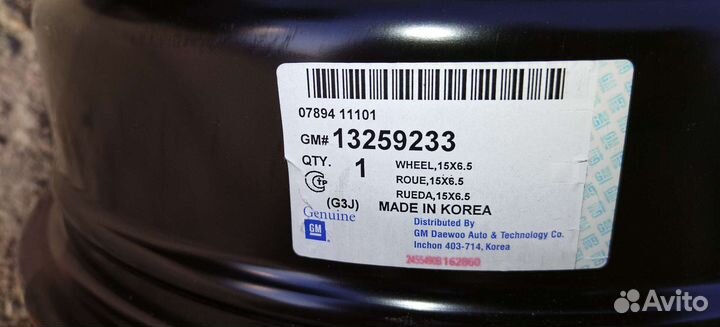 07894 11101
GM# 13259233
QTY. 1
WHEEL,15X6.5
ROUE,15X6.5
RUEDA,15X6.5
(G3J) MADE IN KOREA
Genuine
GM
Distributed By
GM Daewoo Auto & Technology Co.
Inchon 403-714, Korea
Avito